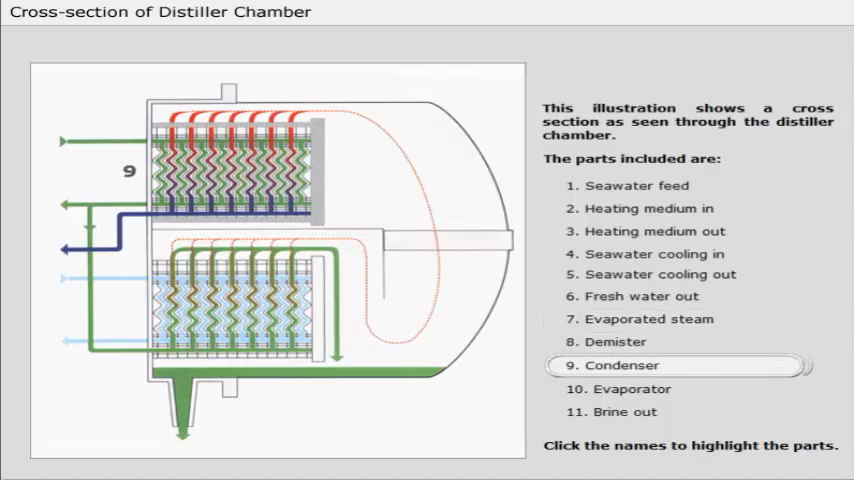 Cross-section of Distiller Chamber
9
This illustration shows a cross
section as seen through the distiller
chamber.
The parts included are:
1. Seawater feed
2. Heating medium in
3. Heating medium out
4. Seawater cooling in
5. Seawater cooling out
6. Fresh water out
7. Evaporated steam
8. Demister
9. Condenser
10. Evaporator
11. Brine out
Click the names to highlight the parts.